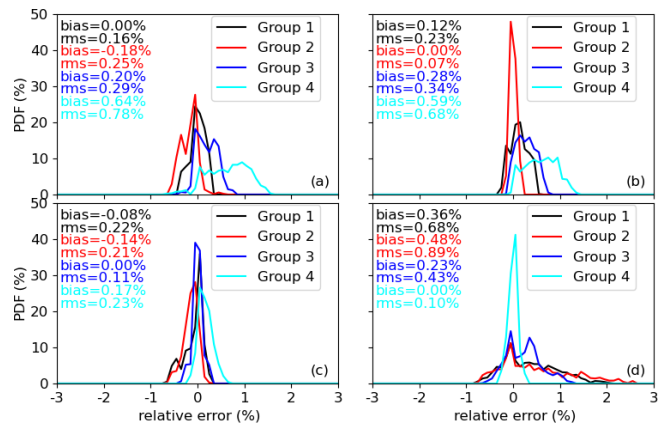 50
40
30
20
10
0
PDF (%)
bias=0.00%
rms=0.16%
bias=-0.18%
rms=0.25%
bias=0.20%
rms=0.29%
bias=0.64%
rms=0.78%
Group 1
Group 2
Group 3
Group 4
(a)
bias=0.12%
rms=0.23%
bias=0.00%
rms=0.07%
bias=0.28%
rms=0.34%
bias=0.59%
rms=0.68%
Group 1
Group 2
Group 3
Group 4
(b)
50
40
30
20
10
0
PDF (%)
bias=-0.08%
rms=0.22%
bias=-0.14%
rms=0.21%
bias=0.00%
rms=0.11%
bias=0.17%
rms=0.23%
Group 1
Group 2
Group 3
Group 4
(c)
-3 -2 -1 0 1 2 3
relative error (%)
bias=0.36%
rms=0.68%
bias=0.48%
rms=0.89%
bias=0.23%
rms=0.43%
bias=0.00%
rms=0.10%
Group 1
Group 2
Group 3
Group 4
(d)
-3 -2 -1 0 1 2 3
relative error (%)